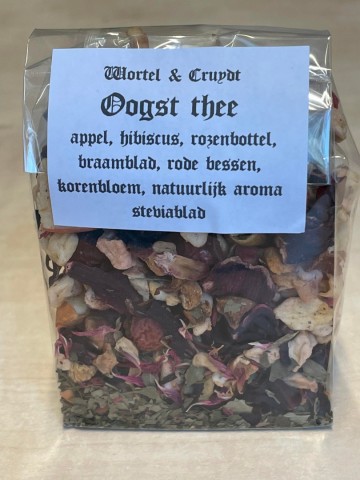 Wortel & Cruydt
Oogst thee
appel, hibiscus, rozenbottel,
braamblad, rode bessen,
korenbloem, natuurlijk aroma
steviablad